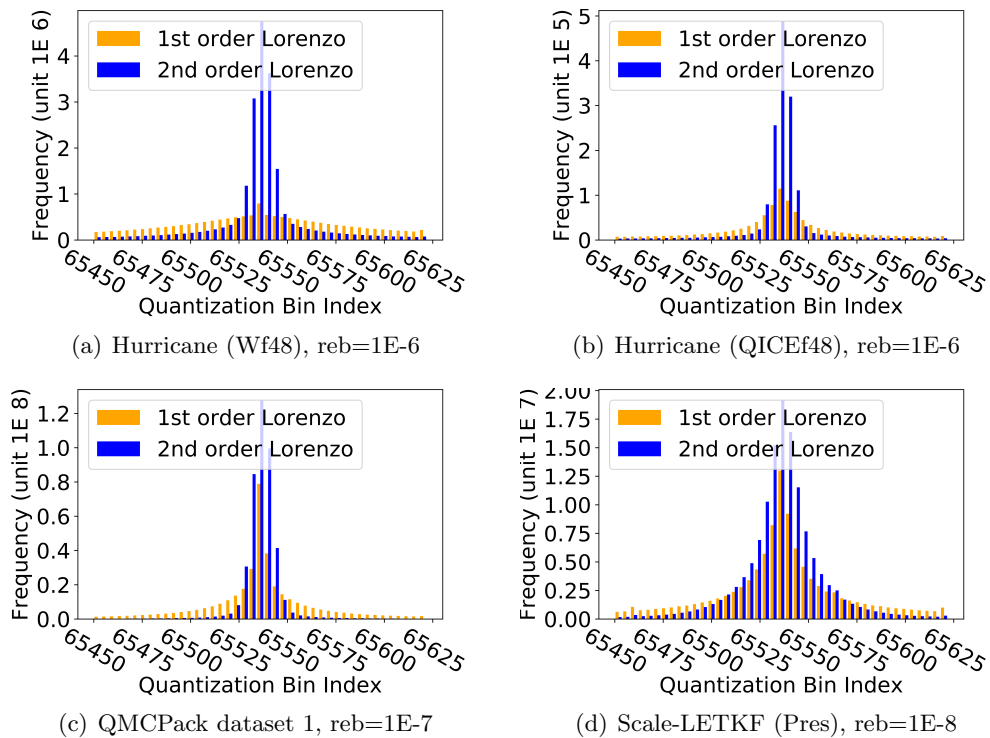 Frequency (unit 1E 6)
4
3
2
1
0
1st order Lorenzo
2nd order Lorenzo
65450
65475
65500
65525
65550
65575
65600
65625
Quantization Bin Index
(a) Hurricane (Wf48), reb=1E-6
Frequency (unit 1E 5)
5
4
3
2
1
0
1st order Lorenzo
2nd order Lorenzo
65450
65475
65500
65525
65550
65575
65600
65625
Quantization Bin Index
(b) Hurricane (QICEf48), reb=1E-6
Frequency (unit 1E 8)
1.2
1.0
0.8
0.6
0.4
0.2
0.0
1st order Lorenzo
2nd order Lorenzo
65450
65475
65500
65525
65550
65575
65600
65625
Quantization Bin Index
(c) QMCPack dataset 1, reb=1E-7
Frequency (unit 1E 7)
2.00
1.75
1.50
1.25
1.00
0.75
0.50
0.25
0.00
1st order Lorenzo
2nd order Lorenzo
65450
65475
65500
65525
65550
65575
65600
65625
Quantization Bin Index
(d) Scale-LETKF (Pres), reb=1E-8